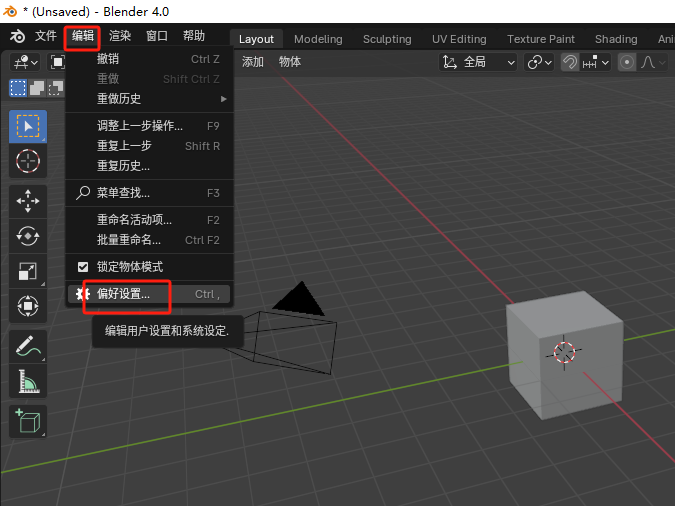 * (Unsaved) - Blender 4.0
文件 编辑 渲染 窗口 帮助 Layout Modeling Sculpting UV Editing Texture Paint Shading Ani
添加 物体 全局
撤销 Ctrl Z
重做 Shift Ctrl Z
重做历史
调整上一步操作... F9
重复上一步 Shift R
重复历史...
菜单查找... F3
重命名活动项... F2
批量重命名... Ctrl F2
锁定物体模式
偏好设置... Ctrl ,
编辑用户设置和系统设定.